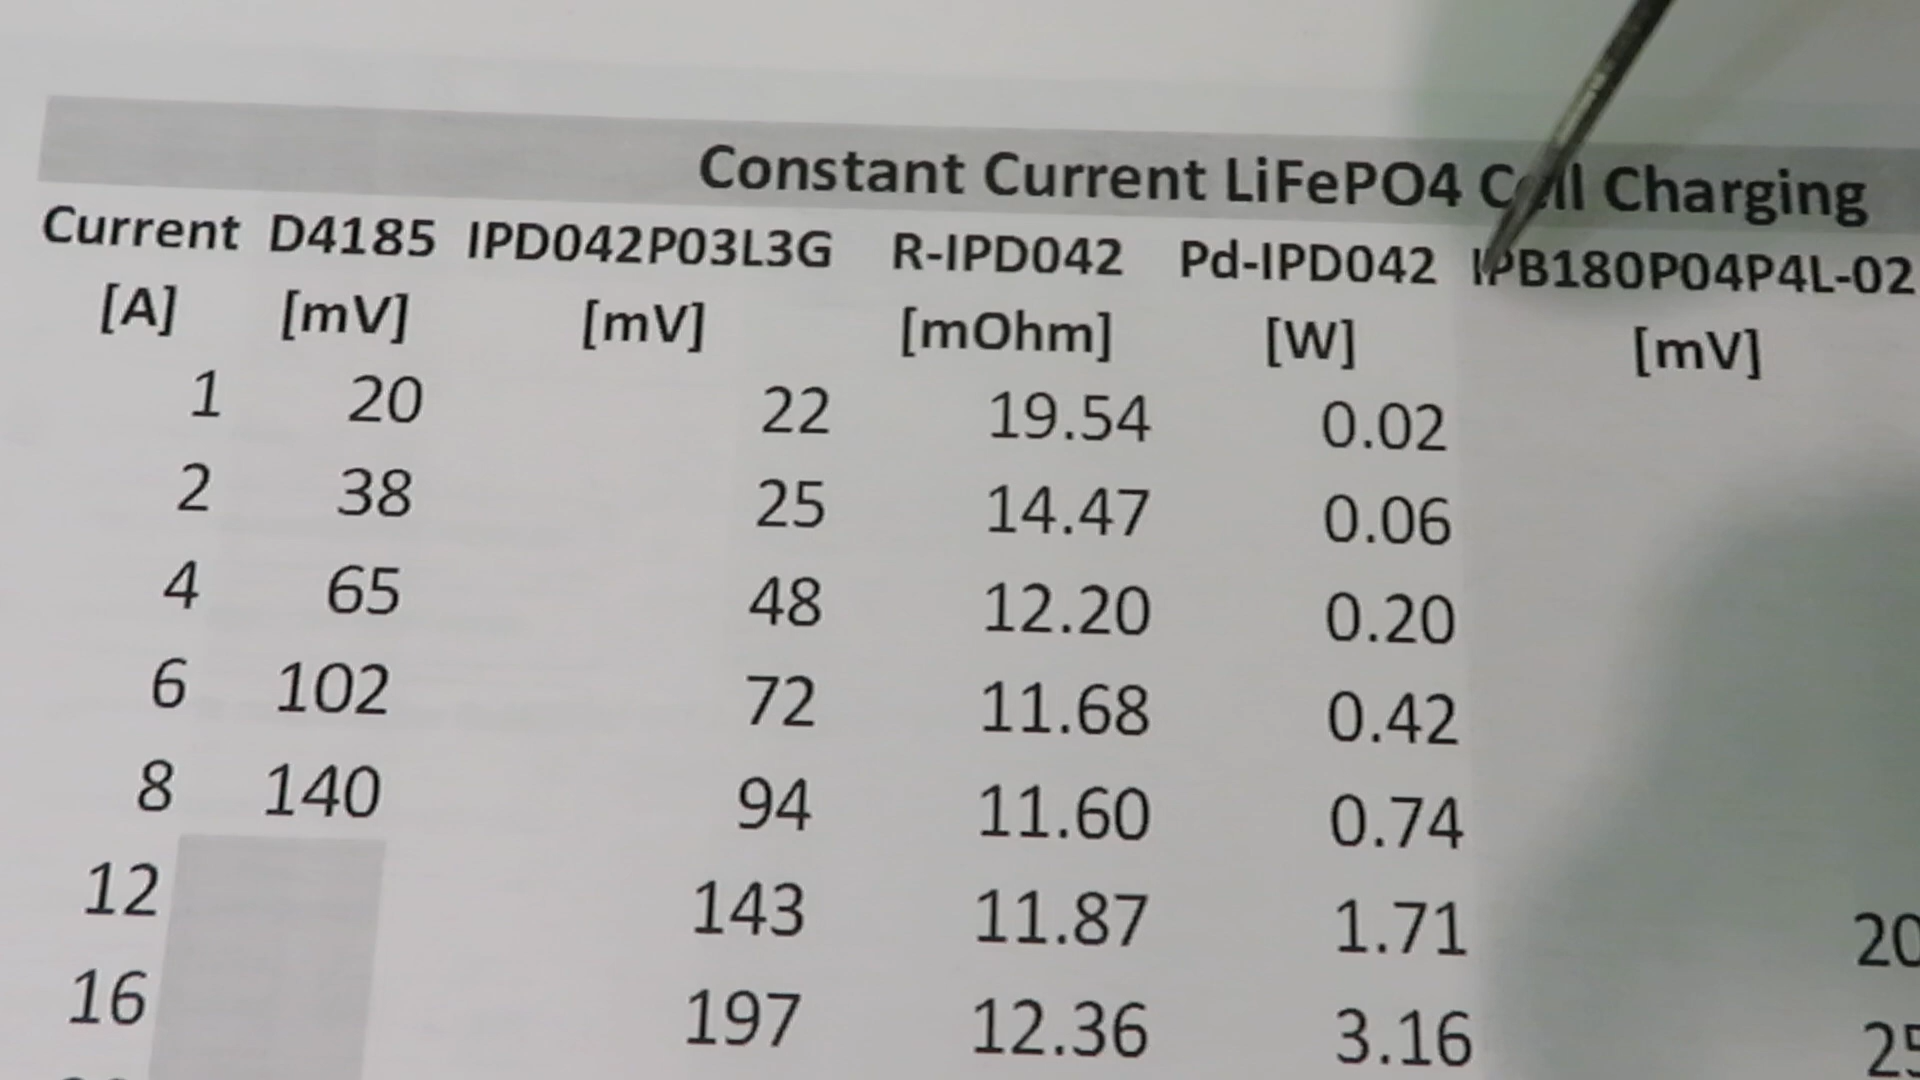 Constant Current LiFePO4 Cell Charging
Current D4185 IPD042P03L3G R-IPD042 Pd-IPD042 IPB180P04P4L-02
[A] [mV] [mV] [mOhm] [W] [mV]
1 20 22 19.54 0.02
2 38 25 14.47 0.06
4 65 48 12.20 0.20
6 102 72 11.68 0.42
8 140 94 11.60 0.74
12 143 11.87 1.71
16 197 12.36 3.16